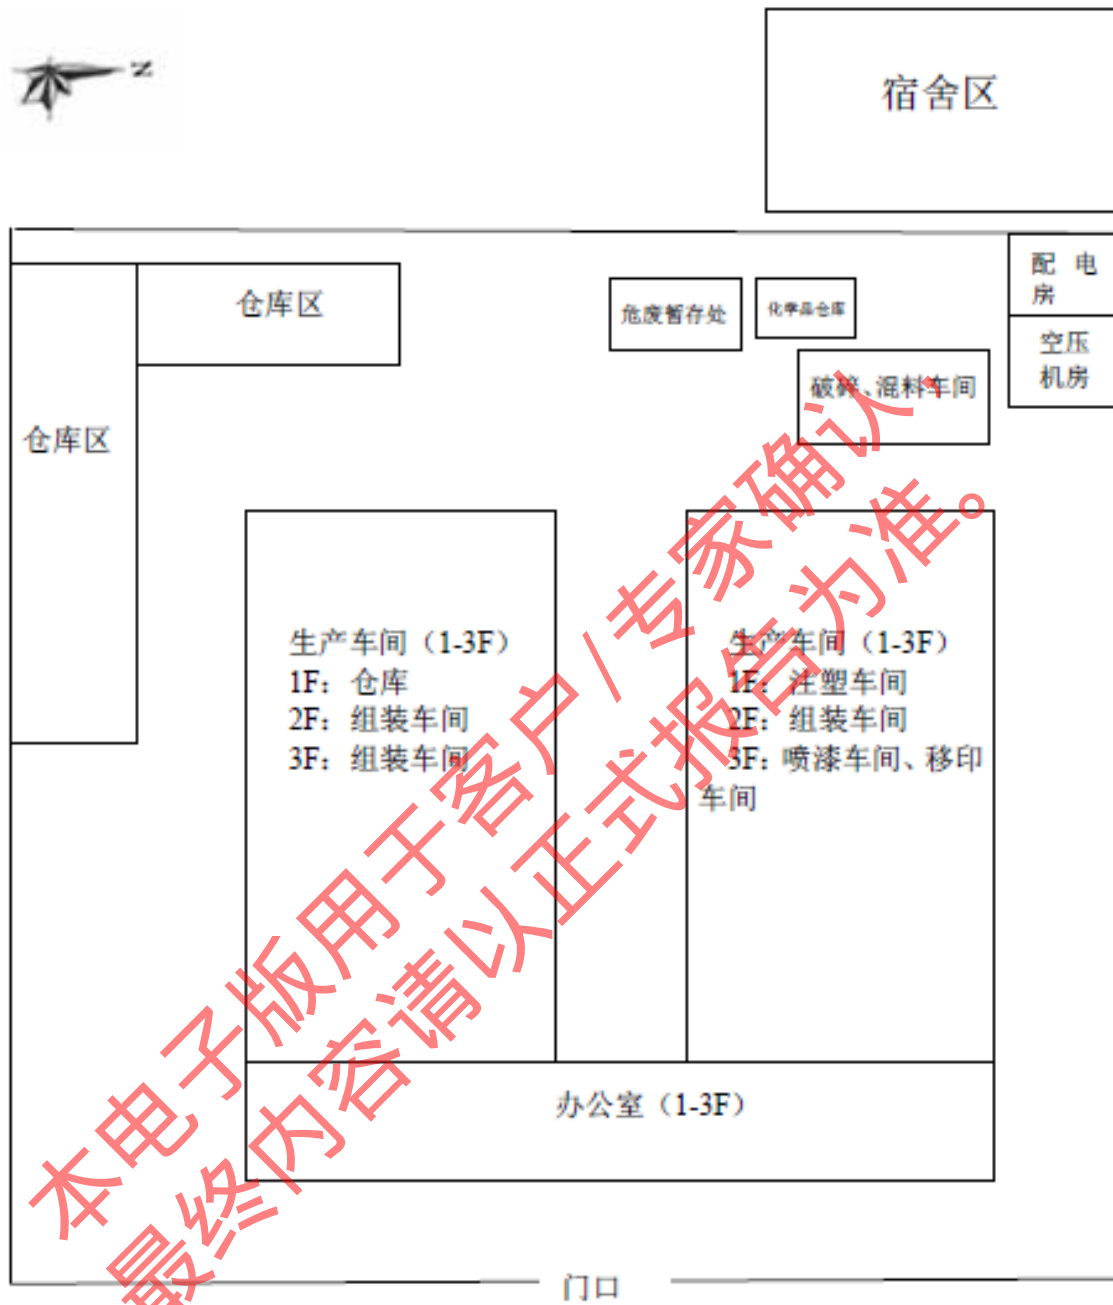 N
宿舍区
配 电
房
仓库区
危废暂存处
化学品仓库
空压
机房
破碎、混料车间
仓库区
生产车间（1-3F）
1F：仓库
2F：组装车间
3F：组装车间
生产车间（1-3F）
1F：注塑车间
2F：组装车间
3F：喷漆车间、移印
车间
办公室（1-3F）
门口
本电子版用于客户/专家确认，
最终内容请以正式报告为准。